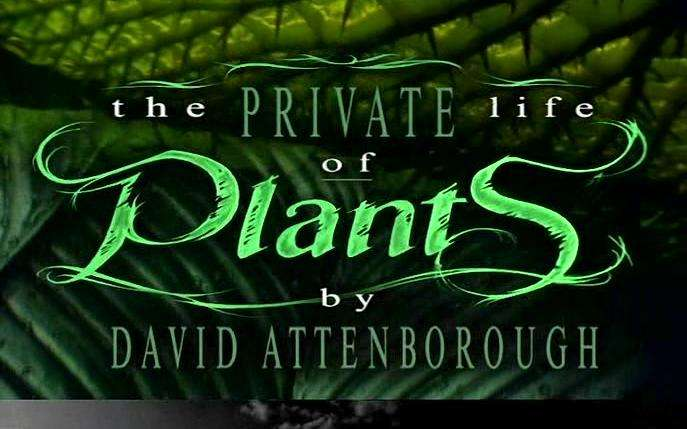 the PRIVATE life
of
PlantS
by
DAVID ATTENBOROUGH